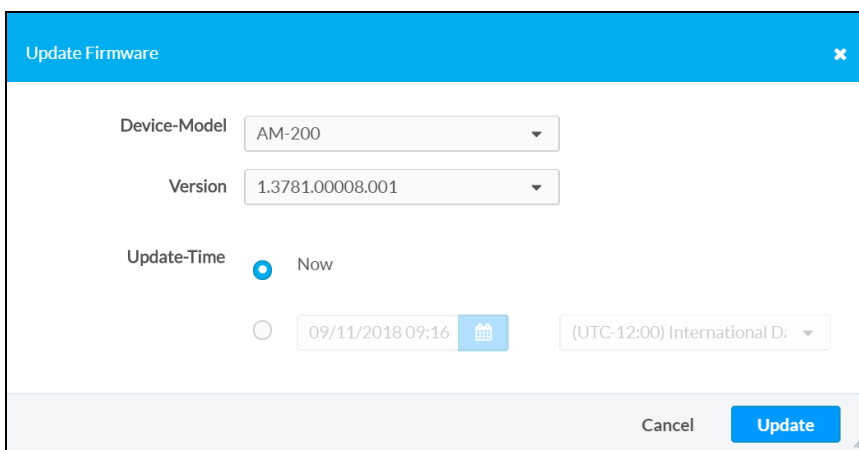 Update Firmware
Device-Model
AM-200
Version
1.3781.00008.001
Update-Time
Now
09/11/2018 09:16
(UTC-12:00) International Da
Cancel
Update